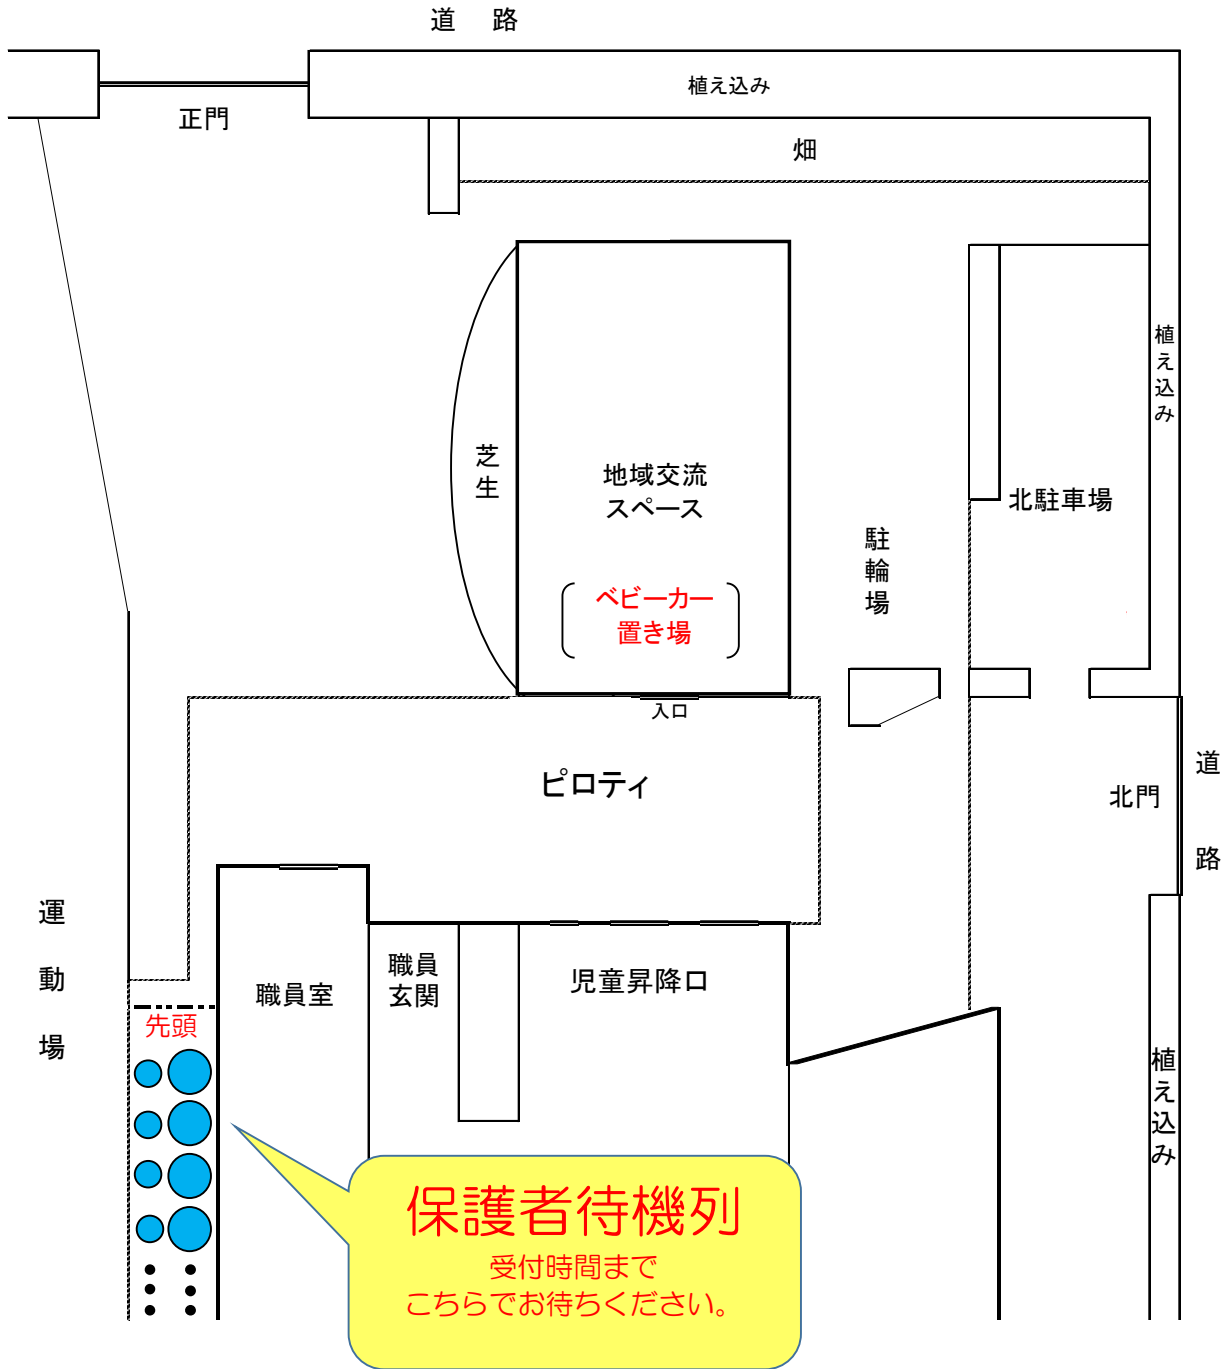 道 路
植え込み
正門
畑
植え込み
芝生
地域交流
スペース
北駐車場
駐輪場
ベビーカー
置き場
入口
ピロティ
道路
北門
運動場
職員
玄関
児童昇降口
職員室
先頭
植え込み
保護者待機列
受付時間まで
こちらでお待ちください。